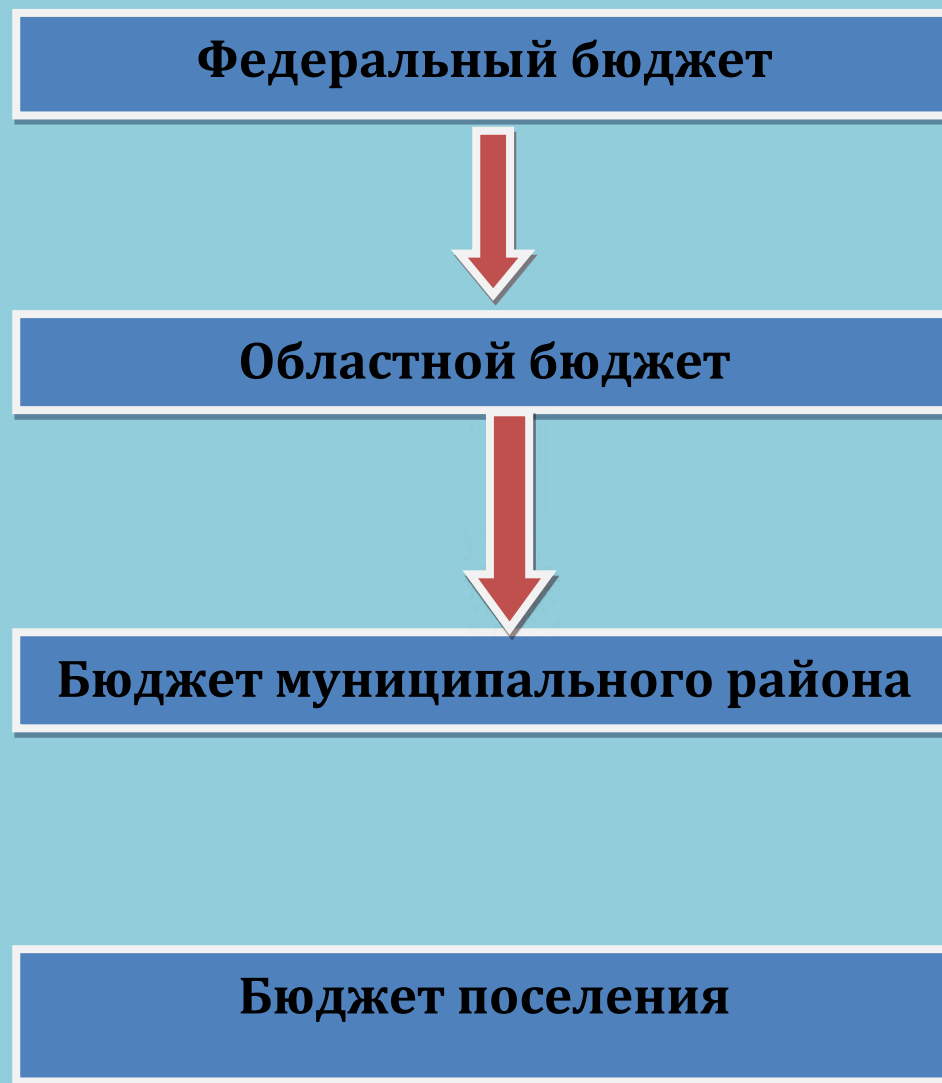 Федеральный бюджет
Областной бюджет
Бюджет муниципального района
Бюджет поселения